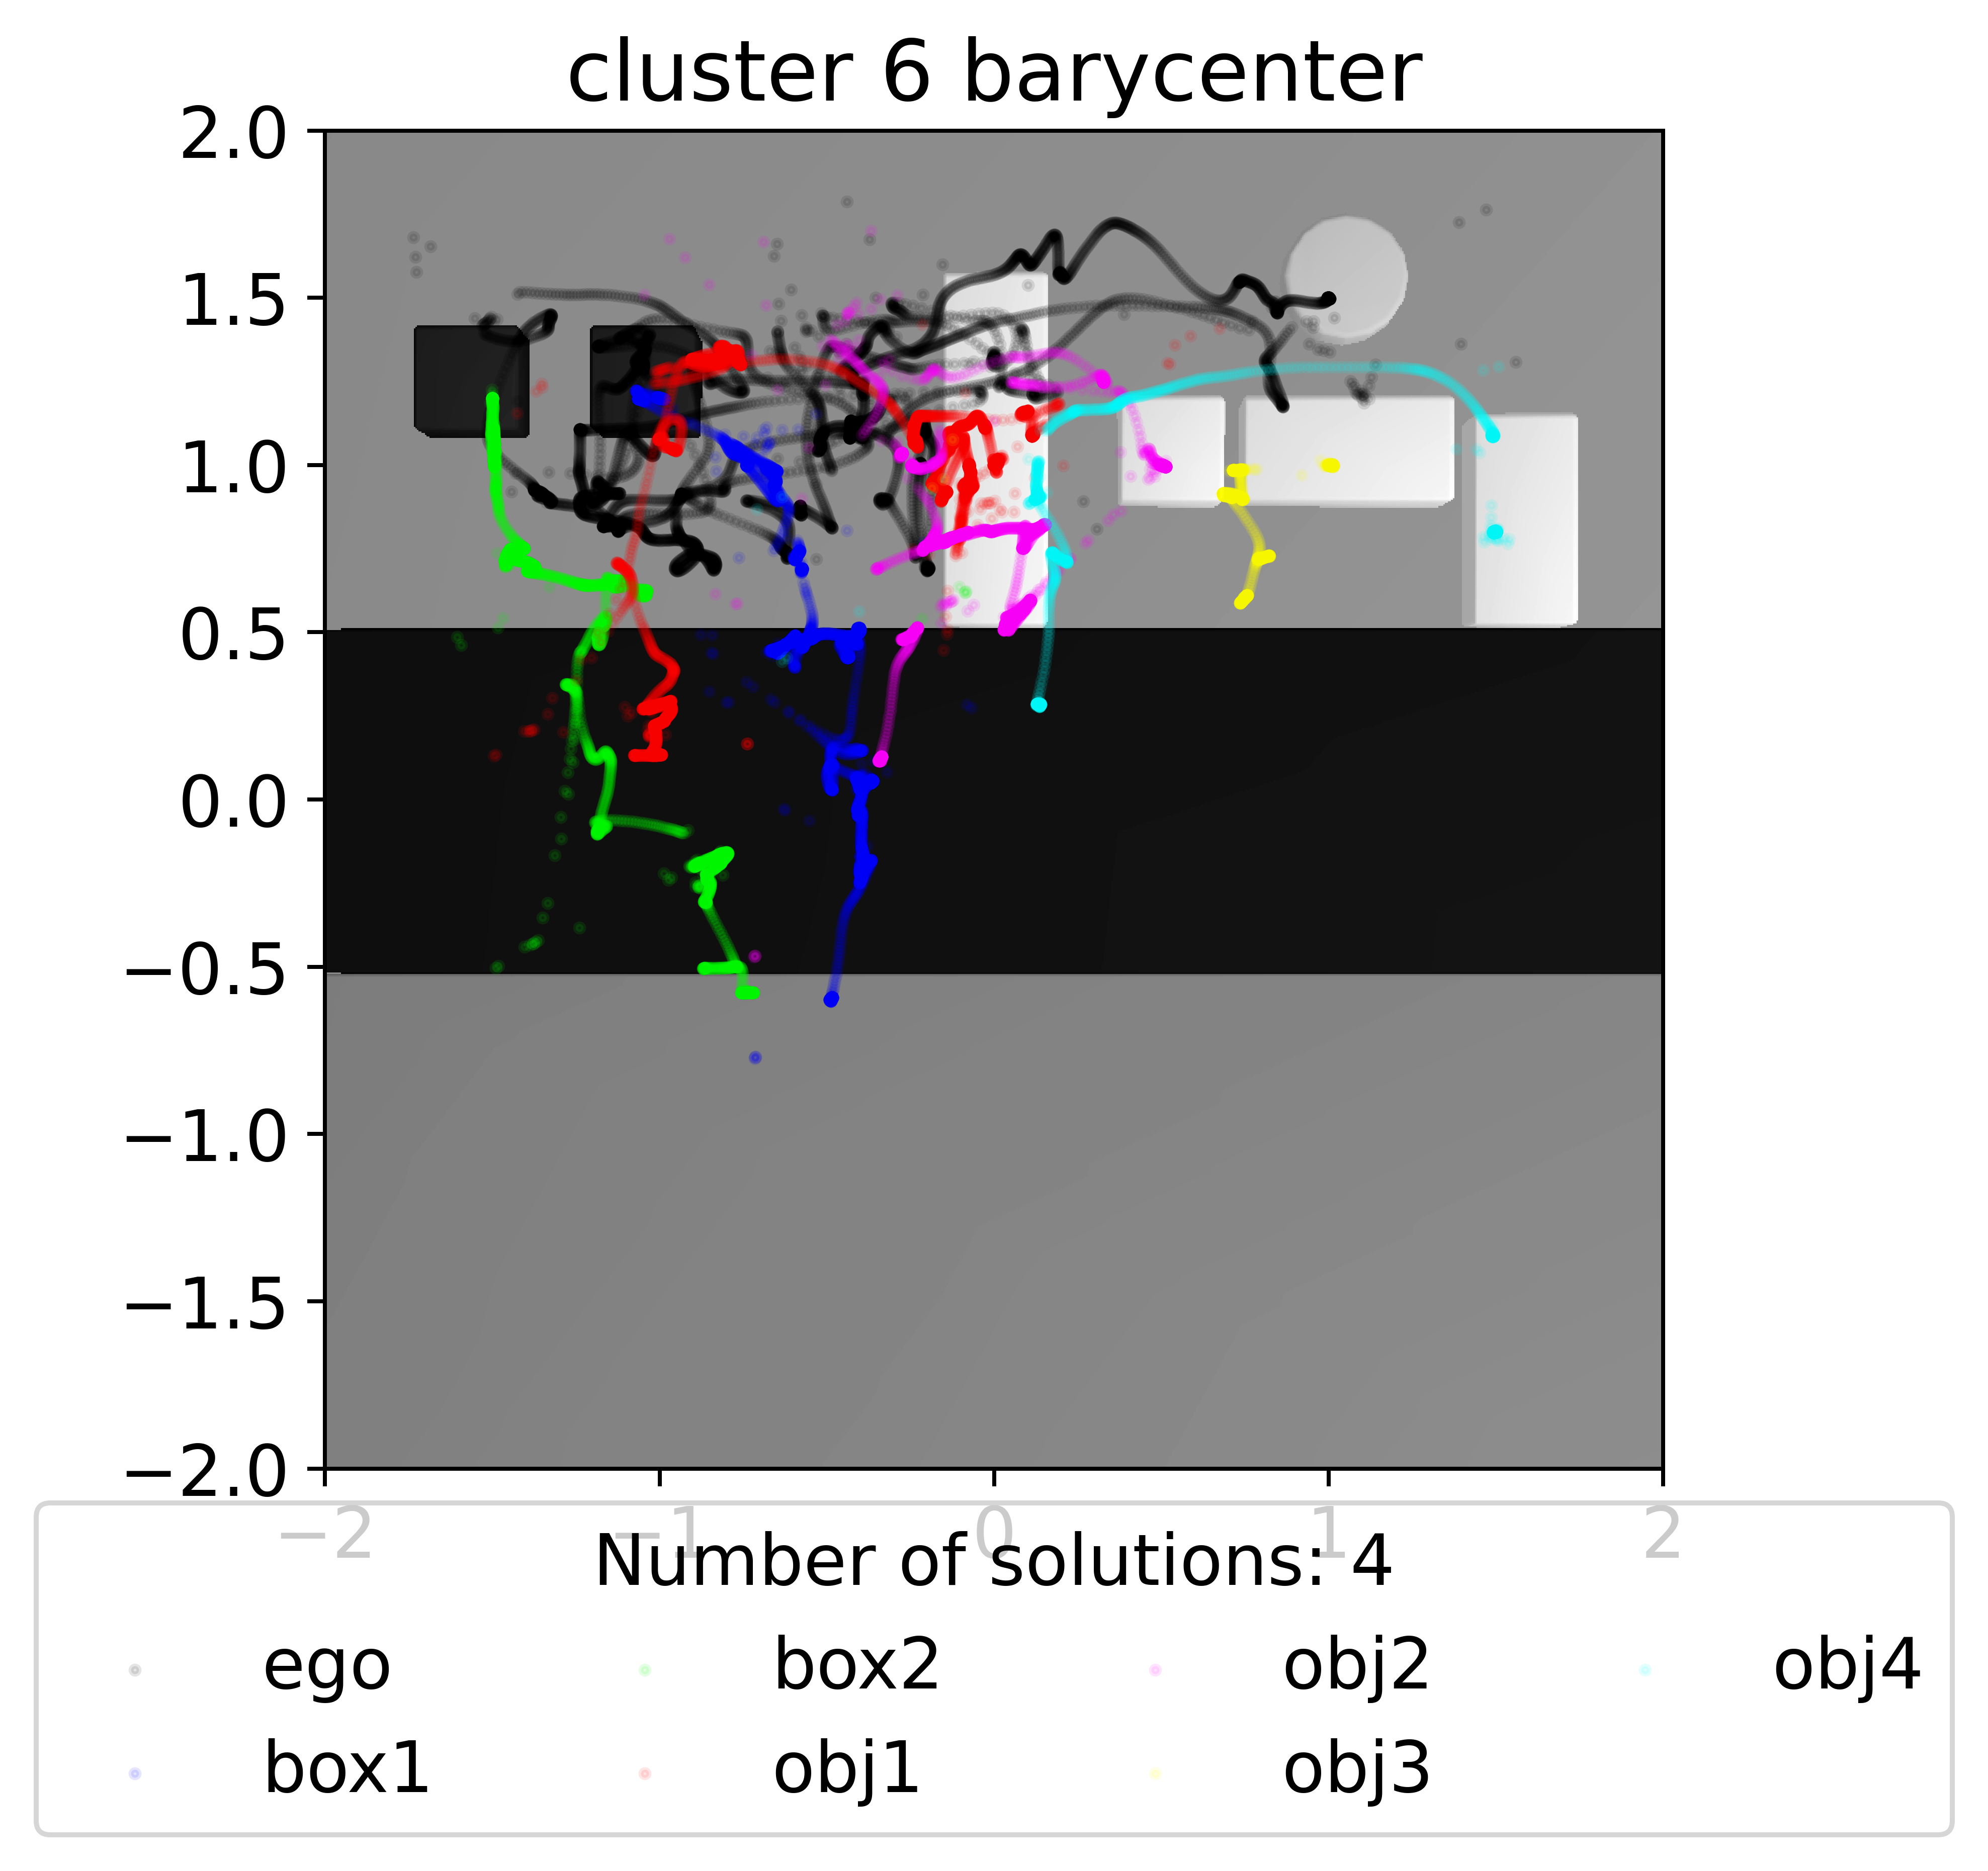 cluster 6 barycenter
2.0
1.5
1.0
0.5
0.0
−0.5
−1.0
−1.5
−2.0
−2 −1 0 1 2
Number of solutions: 4
ego box2 obj2 obj4
box1 obj1 obj3